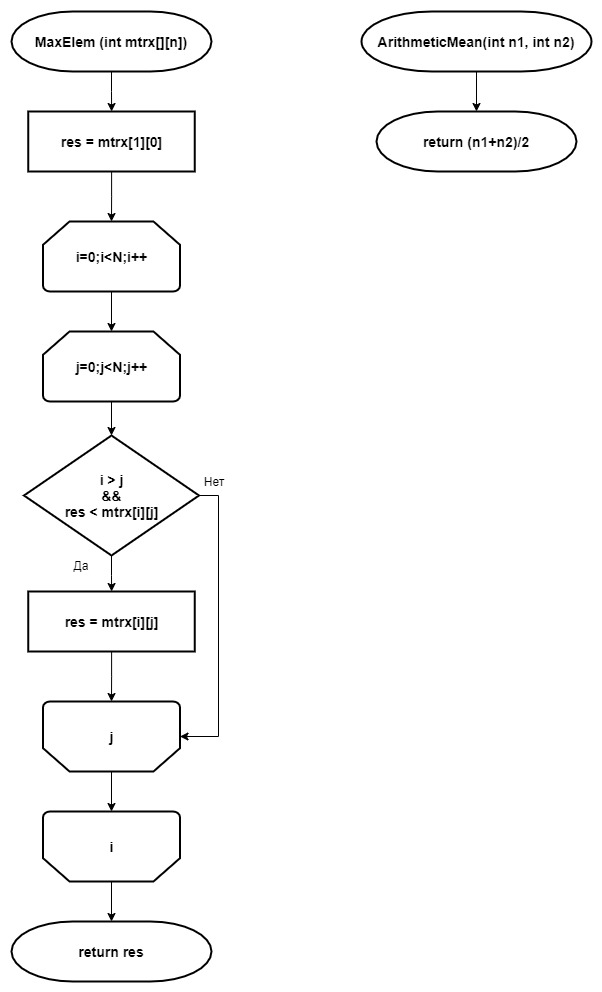 MaxElem (int mtrx[][n])
res = mtrx[1][0]
i=0;i<N;i++
j=0;j<N;j++
i > j
&&
res < mtrx[i][j]
Нет
Да
res = mtrx[i][j]
j
i
return res
ArithmeticMean(int n1, int n2)
return (n1+n2)/2